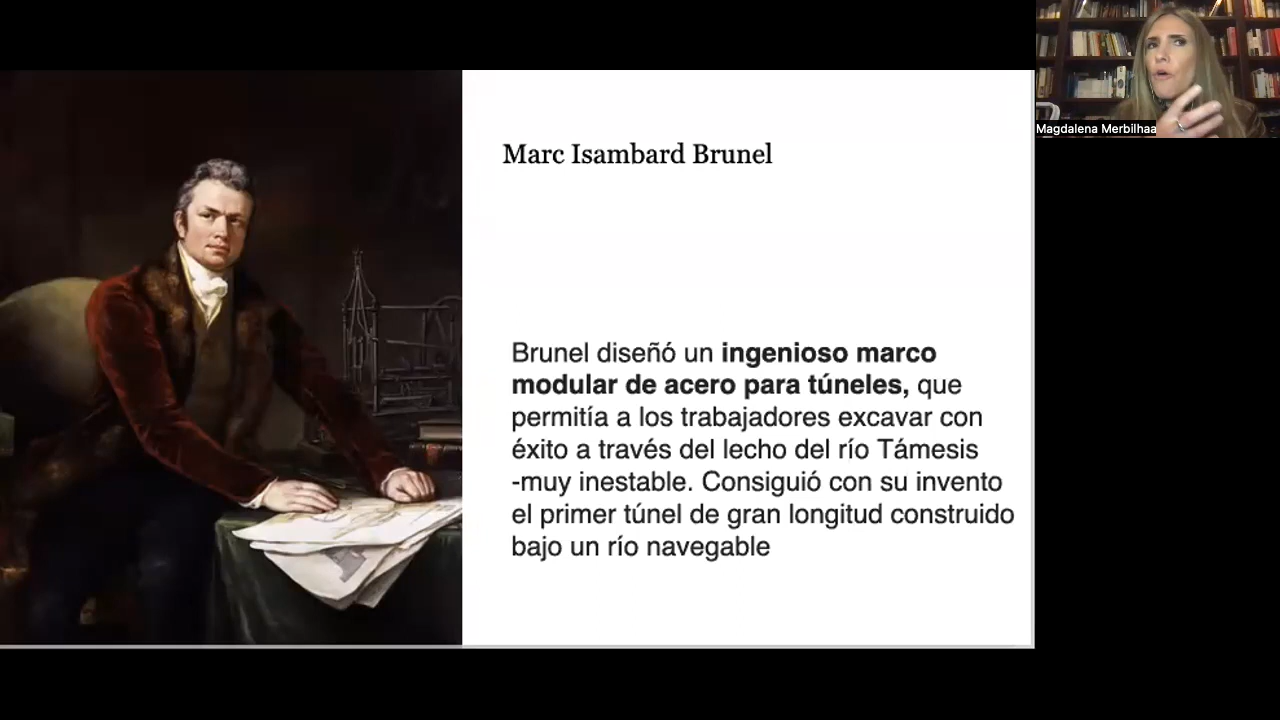 Magdalena Merbilhaa
Marc Isambard Brunel
Brunel diseñó un ingenioso marco
modular de acero para túneles, que
permitía a los trabajadores excavar con
éxito a través del lecho del río Támesis
-muy inestable. Consiguió con su invento
el primer túnel de gran longitud construido
bajo un río navegable